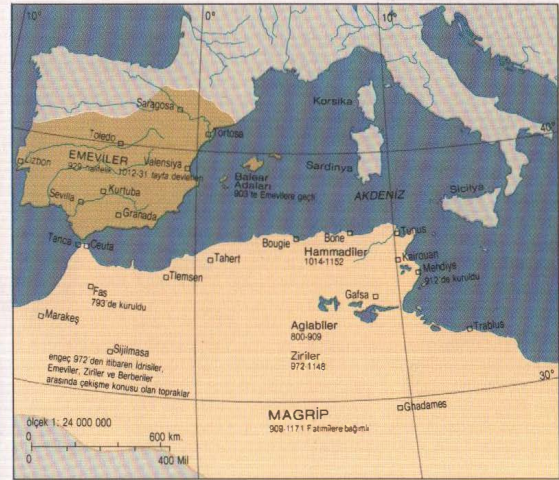 10°
0°
10°
Korsika
Saragosa
40°
Toledo
Tortosa
Lizbon
EMEVİLER
929 halifelik, 1012-31 tayfa devletleri
Valensiya
Sardinya
Balear
Adaları
903'te Emevilere geçti
AKDENİZ
Sicilya
Kurtuba
Sevilla
Granada
Tanca
Ceuta
Bougie
Bone
Tunus
Tahert
Hammadîler
1014-1152
Kairouan
Mahdiye
912'de kuruldu
Tlemsen
Fas
793'de kuruldu
Gafsa
Marakeş
Aglabîler
800-909
Trablus
Sijilmasa
engeç 972 den itibaren İdrisiler,
Emeviler, Ziriler ve Berberiler
arasında çekişme konusu olan topraklar
Ziriler
972-1148
30°
MAGRİP
909-1171 Fatımilere bağımlı
Ghadames
ölçek 1: 24 000 000
0 600 km.
0 400 Mil